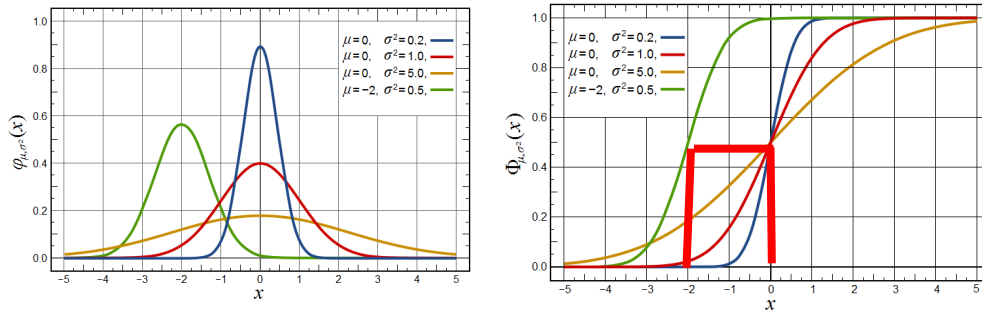 1.0
0.8
0.6
0.4
0.2
0.0
φμ,σ²(x)
μ=0, σ²=0.2,
μ=0, σ²=1.0,
μ=0, σ²=5.0,
μ=−2, σ²=0.5,
−5 −4 −3 −2 −1 0 1 2 3 4 5
x
1.0
0.8
0.6
0.4
0.2
0.0
Φμ,σ²(x)
μ=0, σ²=0.2,
μ=0, σ²=1.0,
μ=0, σ²=5.0,
μ=−2, σ²=0.5,
−5 −4 −3 −2 −1 0 1 2 3 4 5
x